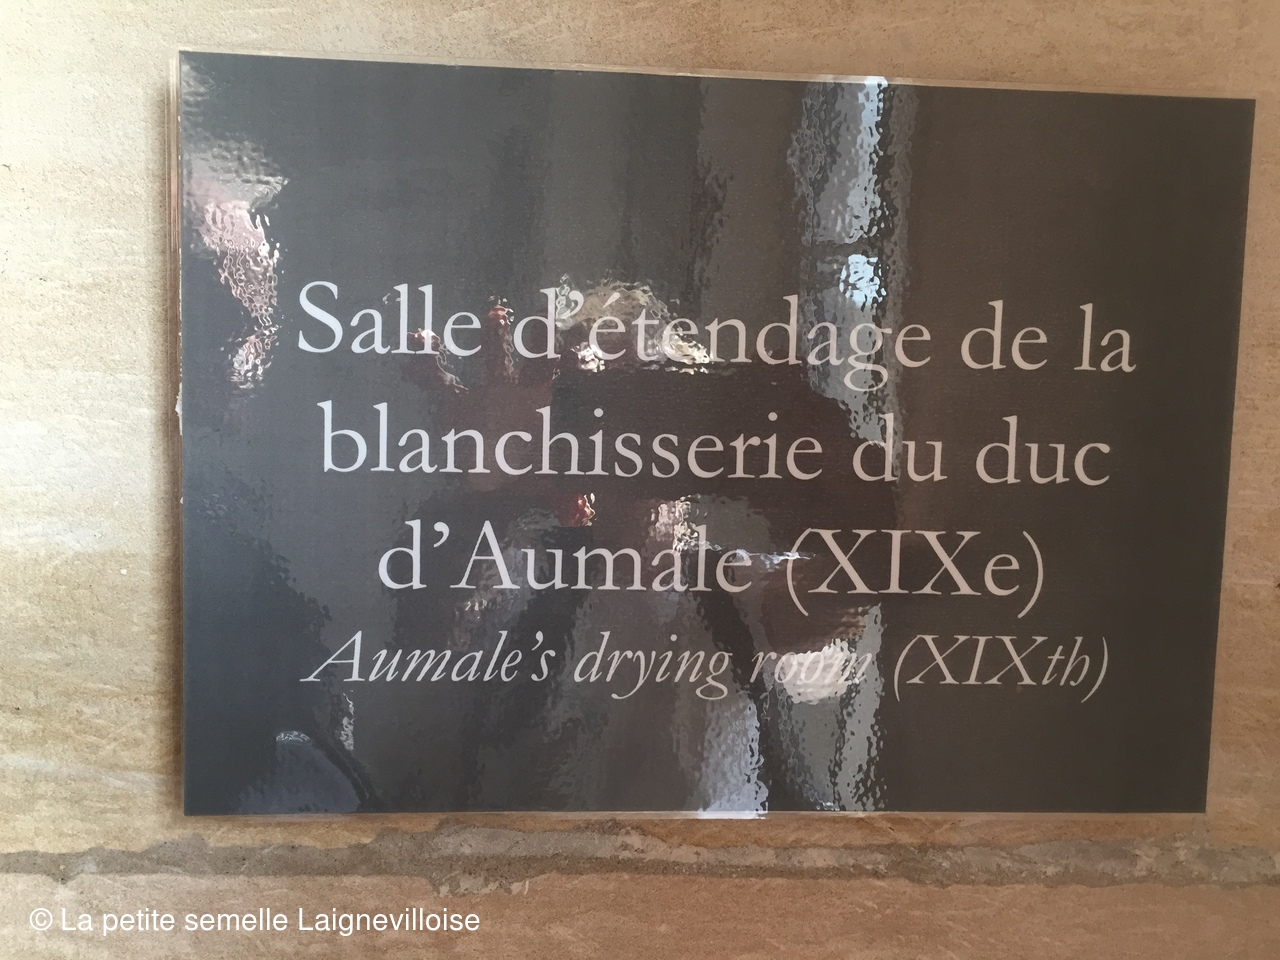 Salle d’étendage de la
blanchisserie du duc
d’Aumale (XIXe)
Aumale’s drying room (XIXth)
© La petite semelle Laignevilloise